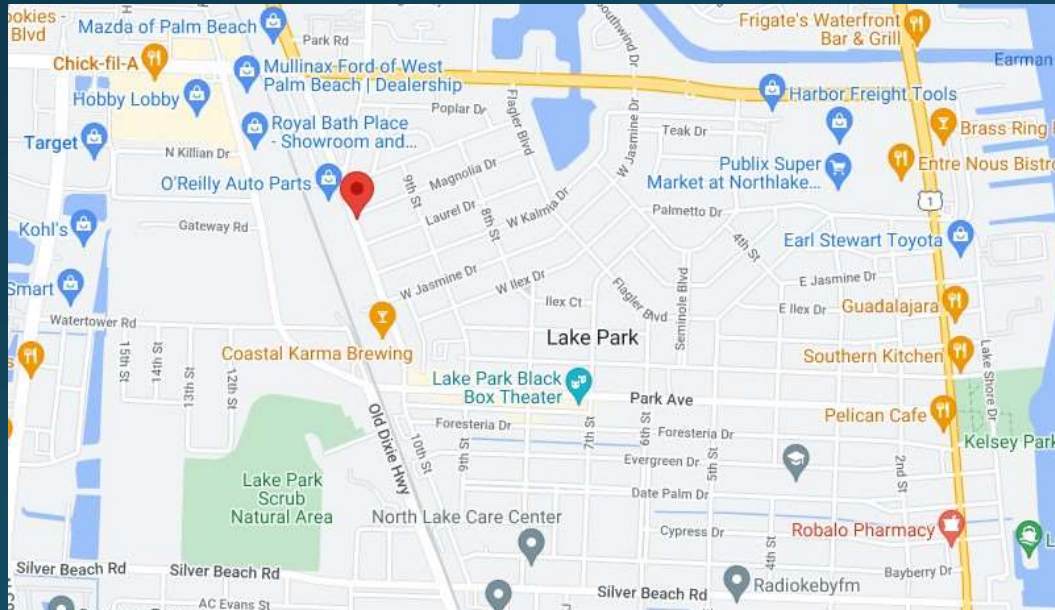 ookies -
Blvd
Mazda of Palm Beach
Park Rd
Southwind Dr
Frigate's Waterfront
Bar & Grill
Earman
Chick-fil-A
Mullinax Ford of West
Palm Beach | Dealership
Hobby Lobby
Poplar Dr
Flagler Blvd
W Jasmine Dr
Harbor Freight Tools
Target
Royal Bath Place
- Showroom and...
Teak Dr
Brass Ring
N Killian Dr
Magnolia Dr
Publix Super
Market at Northlake...
Entre Nous Bistro
O'Reilly Auto Parts
9th St
1
Kohl's
Gateway Rd
Laurel Dr
8th St
W Kalmia Dr
Palmetto Dr
4th St
Earl Stewart Toyota
Smart
W Jasmine Dr
W Ilex Dr
Flagler Blvd
Seminole Blvd
E Jasmine Dr
Ilex Ct
E Ilex Dr
Guadalajara
Watertower Rd
Lake Park
15th St
14th St
13th St
12th St
Coastal Karma Brewing
Southern Kitchen
Lake Shore Dr
Lake Park Black
Box Theater
Park Ave
Pelican Cafe
Old Dixie Hwy
10th St
Foresteria Dr
7th St
6th St
Foresteria Dr
Kelsey Park
9th St
Evergreen Dr
5th St
2nd St
Lake Park
Scrub
Natural Area
Date Palm Dr
North Lake Care Center
Cypress Dr
4th St
Robalo Pharmacy
Silver Beach Rd
Silver Beach Rd
Bayberry Dr
Radiokebyfm
Silver Beach Rd
AC Evans St